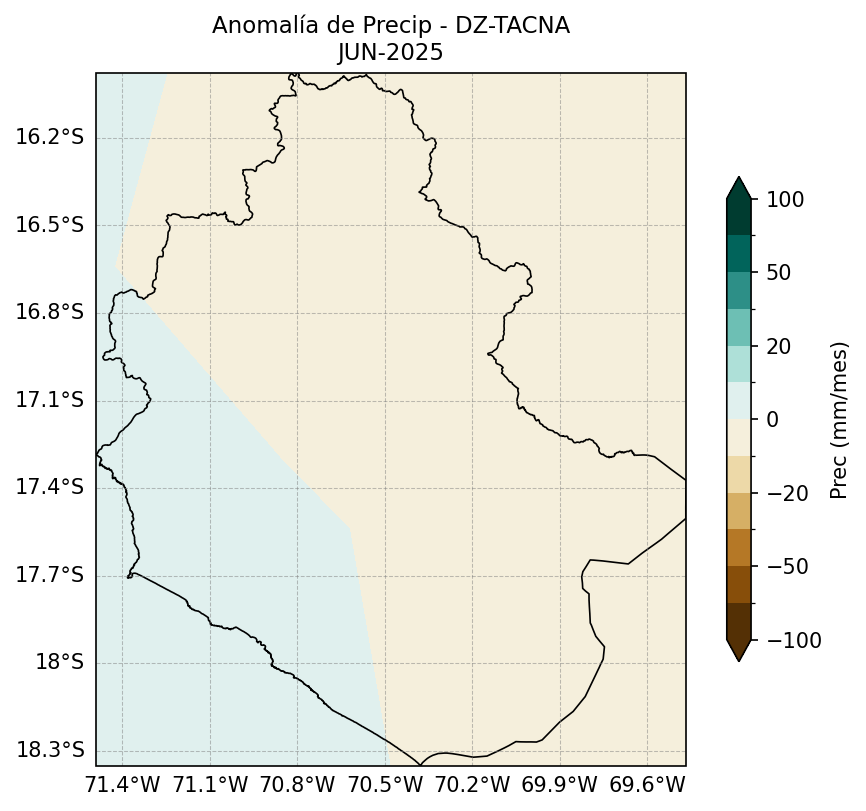 Anomalía de Precip - DZ-TACNA
JUN-2025
16.2°S
16.5°S
16.8°S
17.1°S
17.4°S
17.7°S
18°S
18.3°S
71.4°W 71.1°W 70.8°W 70.5°W 70.2°W 69.9°W 69.6°W
100
50
20
0
−20
−50
−100
Prec (mm/mes)